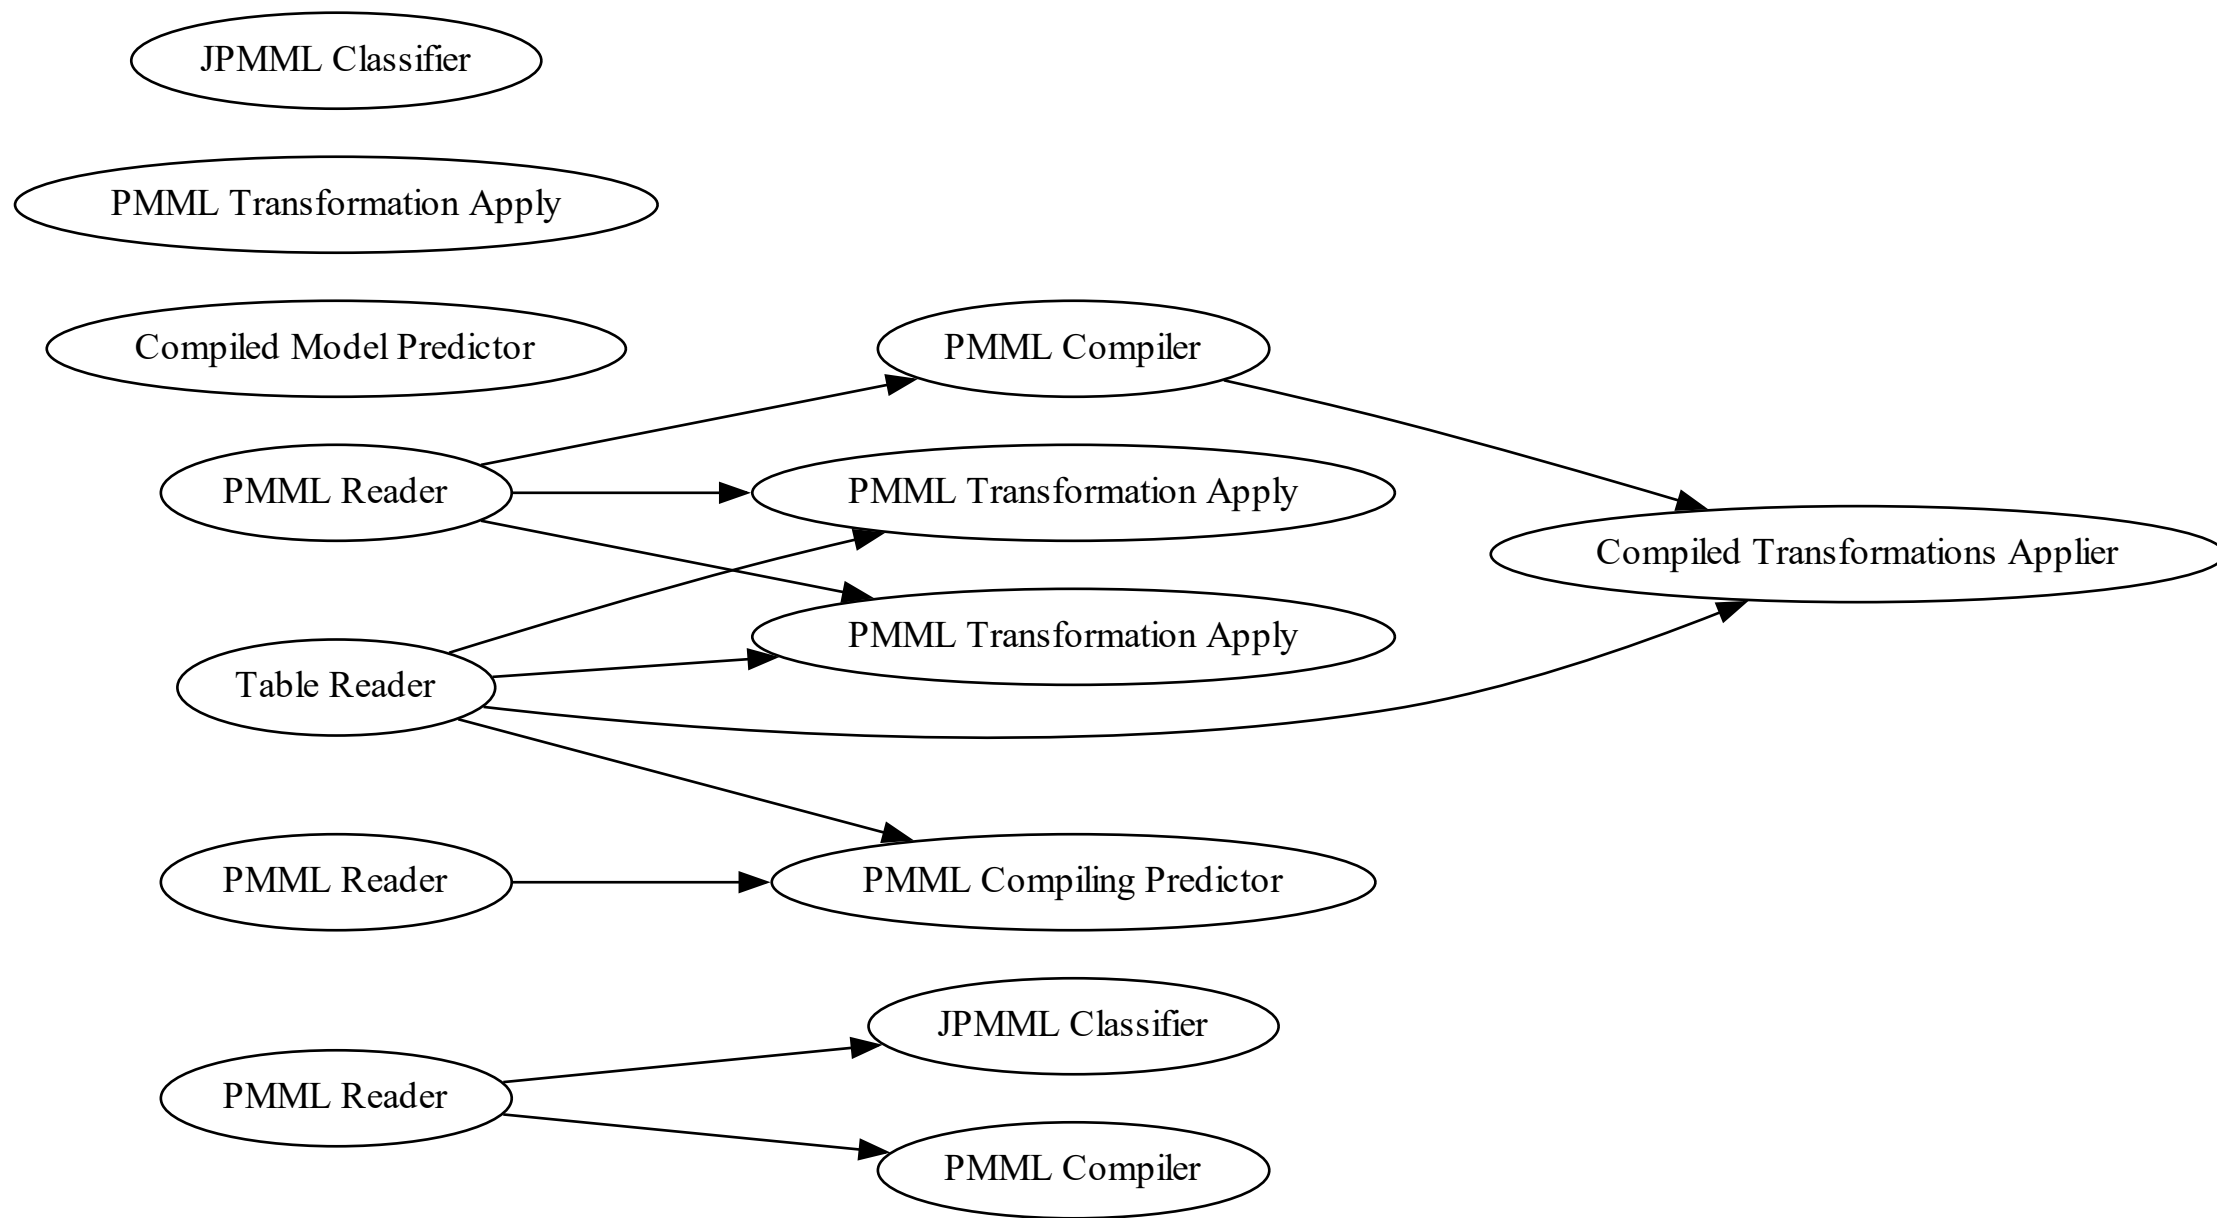 JPMML Classifier
PMML Transformation Apply
Compiled Model Predictor
PMML Compiler
PMML Reader
PMML Transformation Apply
Compiled Transformations Applier
PMML Transformation Apply
Table Reader
PMML Reader
PMML Compiling Predictor
JPMML Classifier
PMML Reader
PMML Compiler